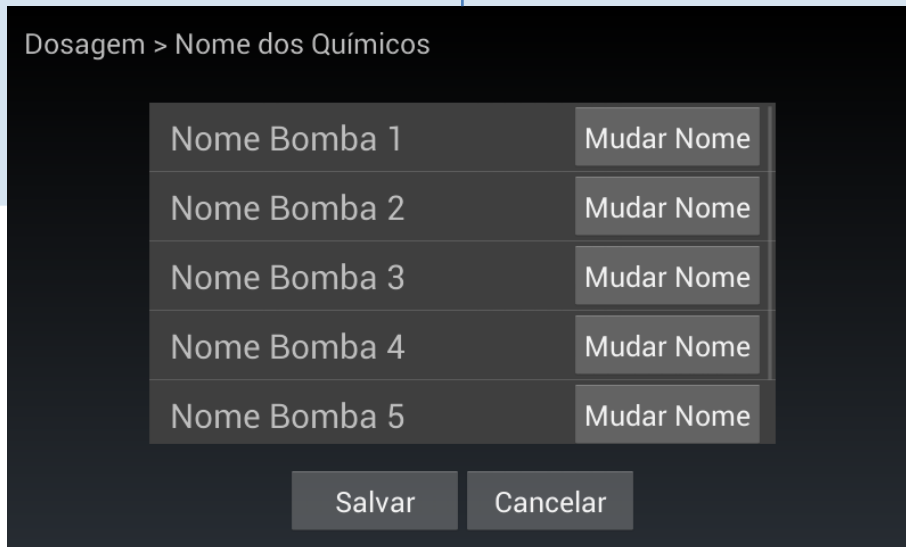 Dosagem > Nome dos Químicos
Nome Bomba 1 Mudar Nome
Nome Bomba 2 Mudar Nome
Nome Bomba 3 Mudar Nome
Nome Bomba 4 Mudar Nome
Nome Bomba 5 Mudar Nome
Salvar Cancelar